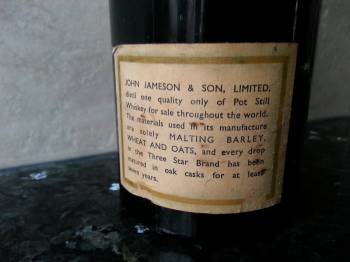 JOHN JAMESON & SON, LIMITED,
distil one quality only of Pot Still
Whiskey for sale throughout the world.
The materials used in its manufacture
are solely MALTING BARLEY,
WHEAT AND OATS, and every drop
in the Three Star Brand has been
matured in oak casks for at least
seven years.